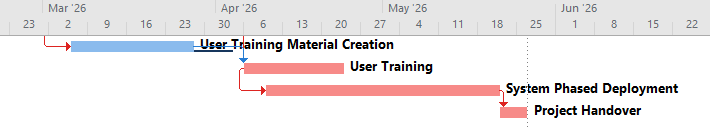 Mar '26 Apr '26 May '26 Jun '26
23 2 9 16 23 30 6 13 20 27 4 11 18 25 1 8 15 22
User Training Material Creation
User Training
System Phased Deployment
Project Handover